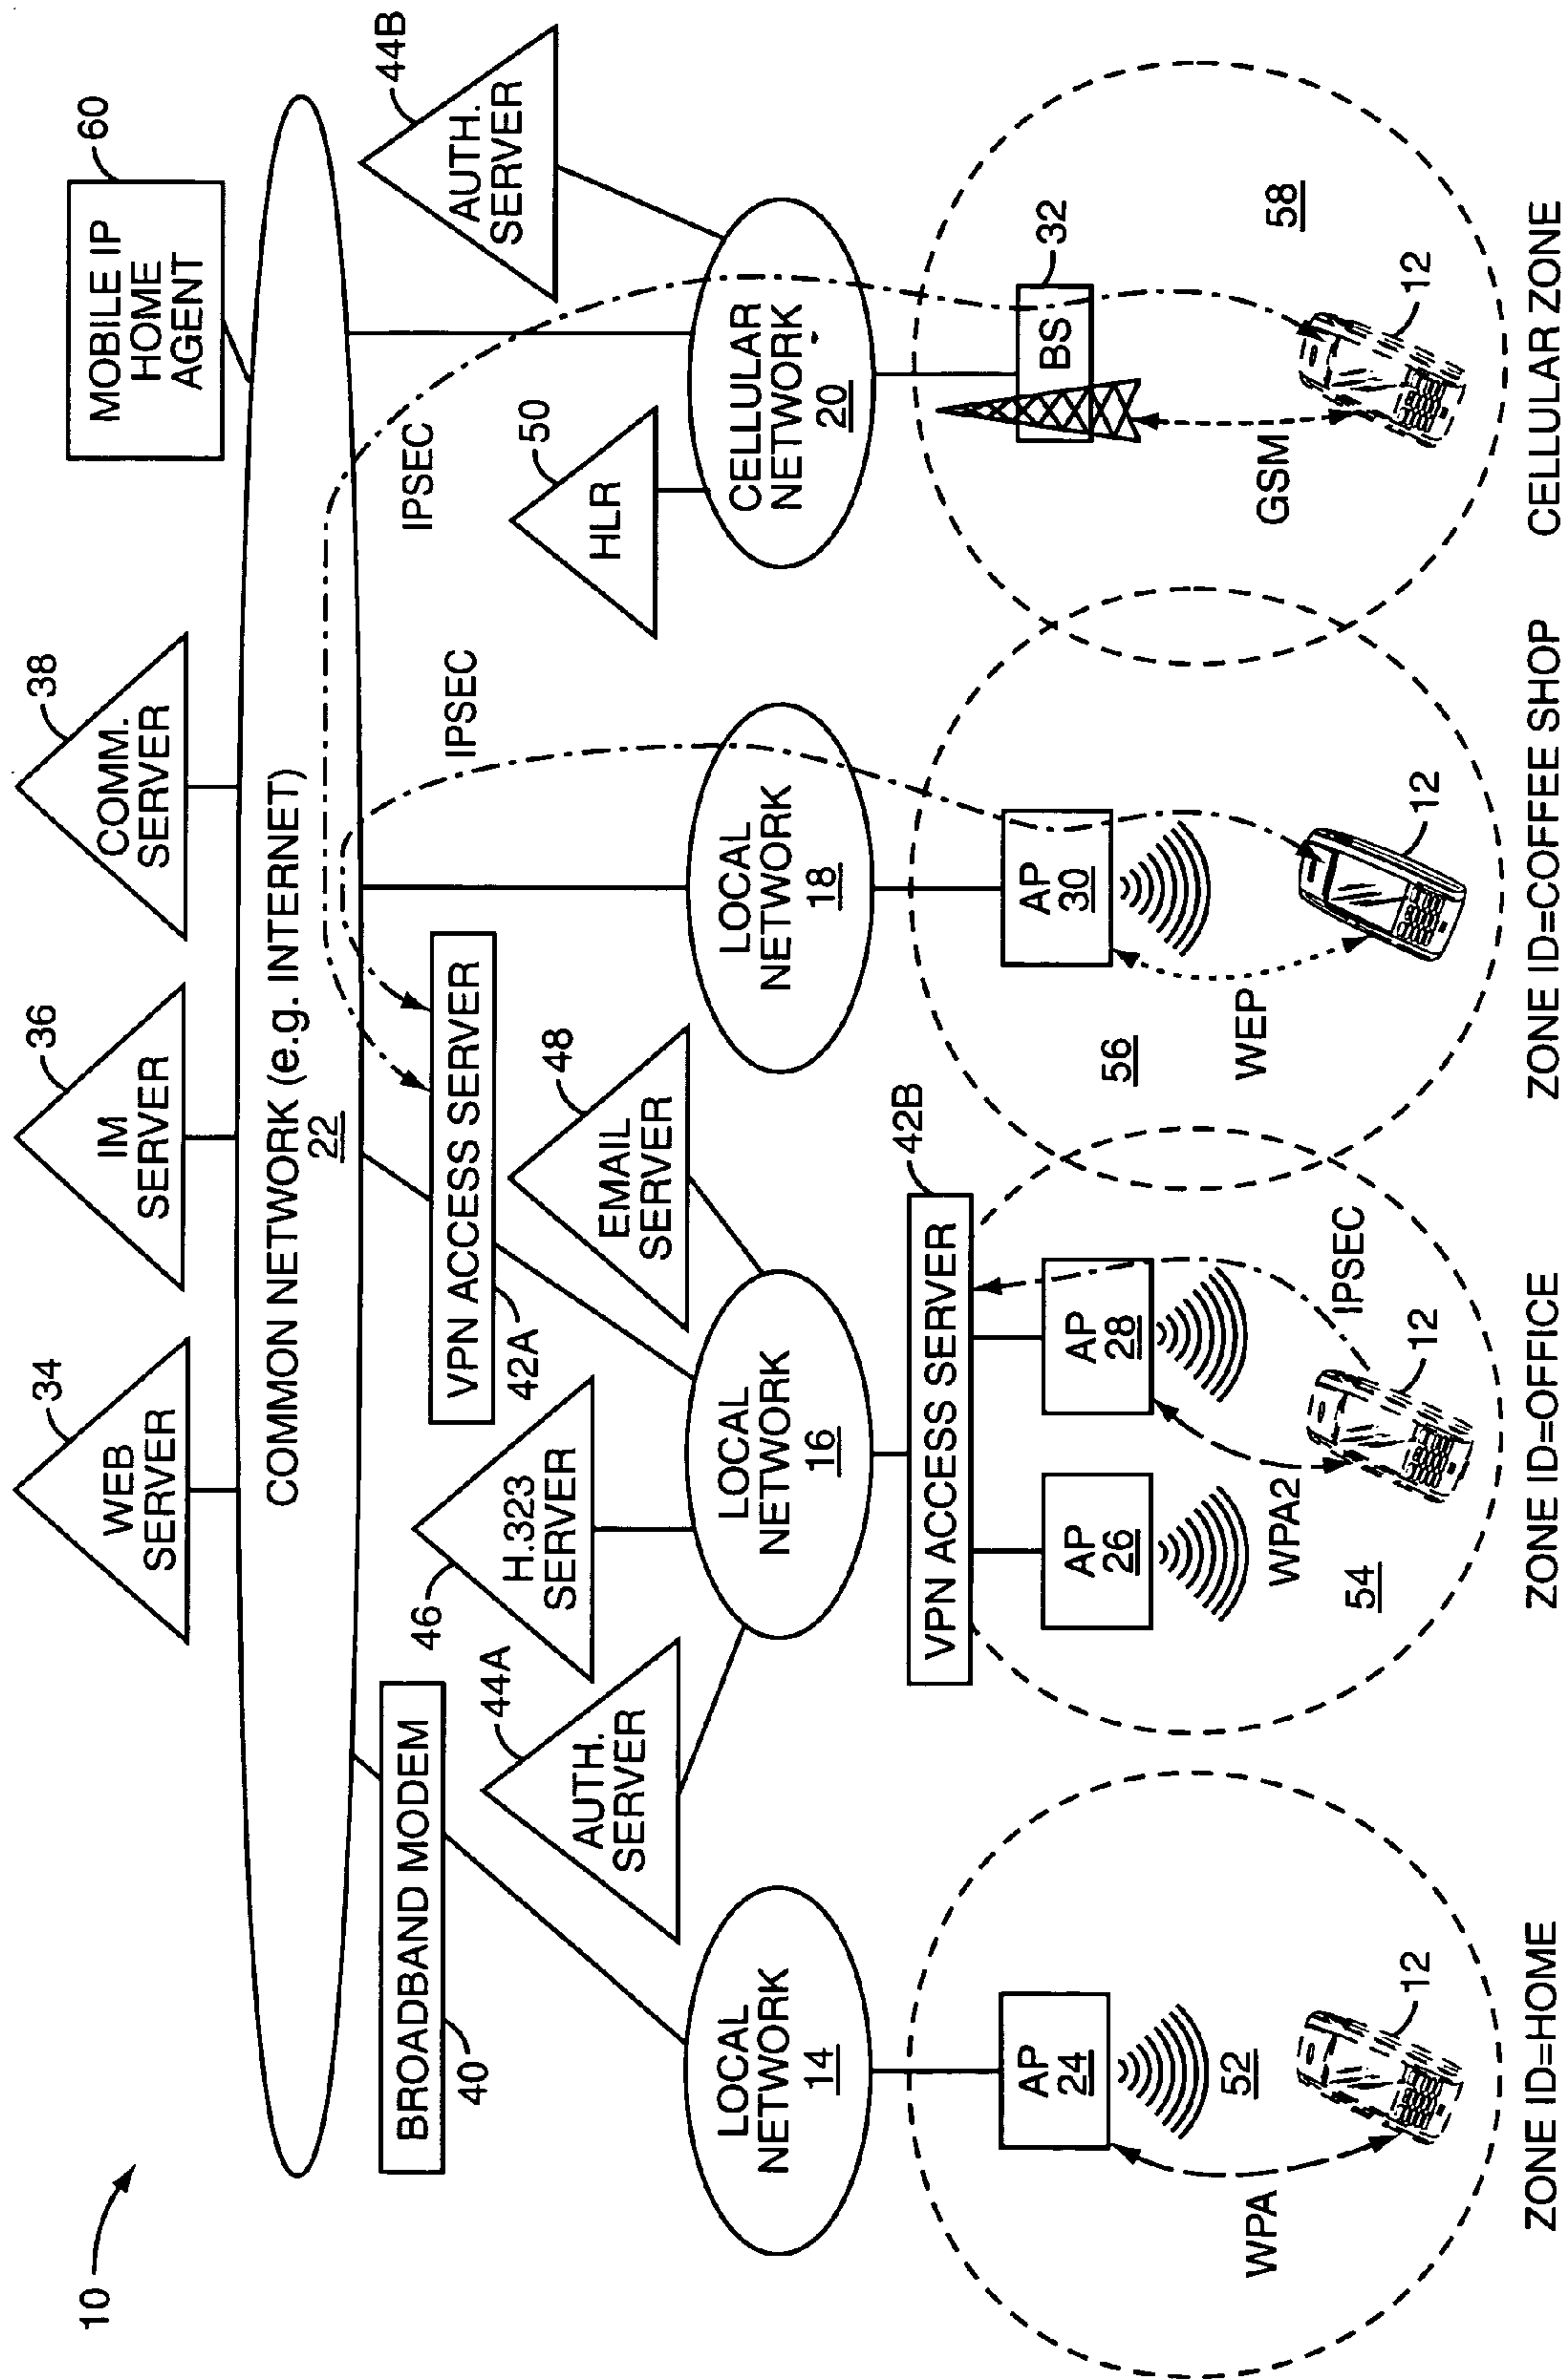 10
WEB
SERVER
34
IM
SERVER
36
COMM.
SERVER
38
MOBILE IP
HOME
AGENT
60
COMMON NETWORK (e.g. INTERNET)
22
BROADBAND MODEM
40
AUTH.
SERVER
44A
H.323
SERVER
46
VPN ACCESS SERVER
42A
EMAIL
SERVER
48
IPSEC
IPSEC
HLR
50
AUTH.
SERVER
44B
LOCAL
NETWORK
14
LOCAL
NETWORK
16
LOCAL
NETWORK
18
CELLULAR
NETWORK
20
VPN ACCESS SERVER
42B
AP
24
AP
26
AP
28
AP
30
BS
32
WPA
52
12
WPA2
54
IPSEC
12
56
WEP
12
GSM
58
12
ZONE ID=HOME
ZONE ID=OFFICE
ZONE ID=COFFEE SHOP
CELLULAR ZONE